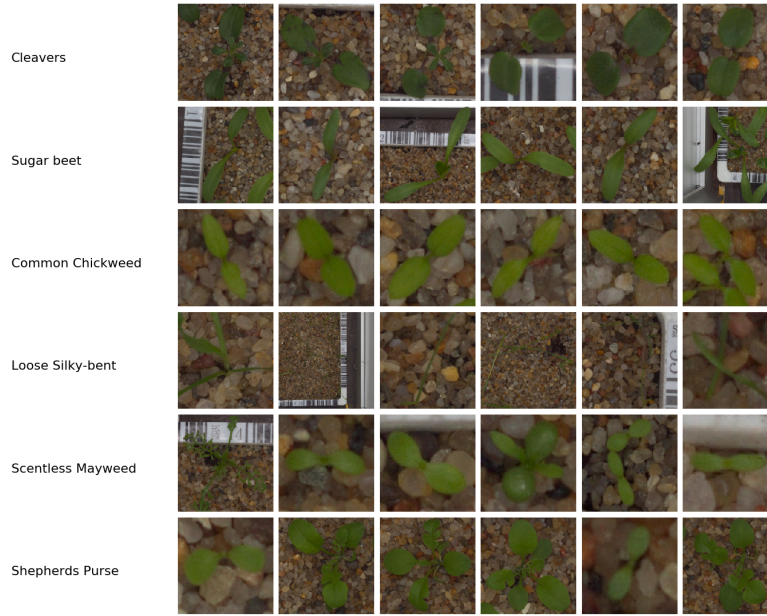 Cleavers
Sugar beet
Common Chickweed
Loose Silky-bent
Scentless Mayweed
Shepherds Purse